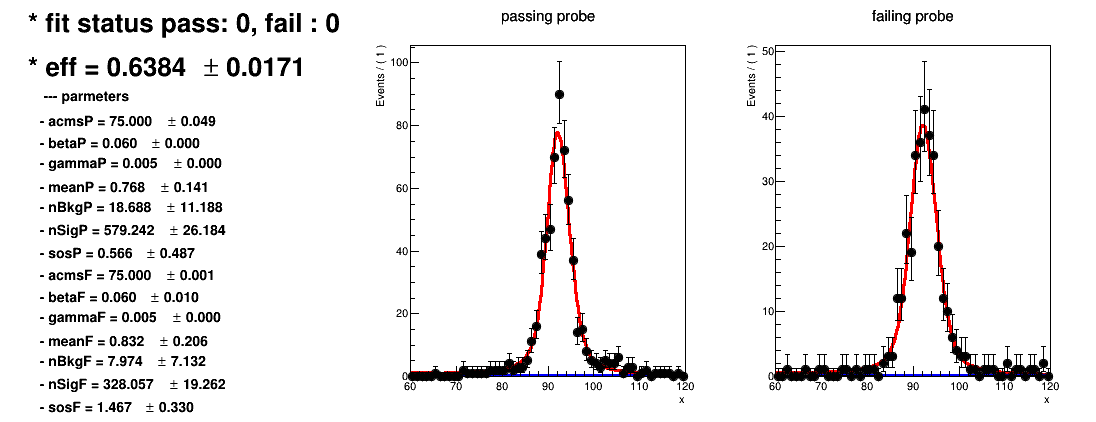 * fit status pass: 0, fail : 0
* eff = 0.6384 ± 0.0171
--- parmeters
- acmsP = 75.000 ± 0.049
- betaP = 0.060 ± 0.000
- gammaP = 0.005 ± 0.000
- meanP = 0.768 ± 0.141
- nBkgP = 18.688 ± 11.188
- nSigP = 579.242 ± 26.184
- sosP = 0.566 ± 0.487
- acmsF = 75.000 ± 0.001
- betaF = 0.060 ± 0.010
- gammaF = 0.005 ± 0.000
- meanF = 0.832 ± 0.206
- nBkgF = 7.974 ± 7.132
- nSigF = 328.057 ± 19.262
- sosF = 1.467 ± 0.330
passing probe
Events / ( 1 )
100
80
60
40
20
0
60 70 80 90 100 110 120
x
failing probe
Events / ( 1 )
50
40
30
20
10
0
60 70 80 90 100 110 120
x